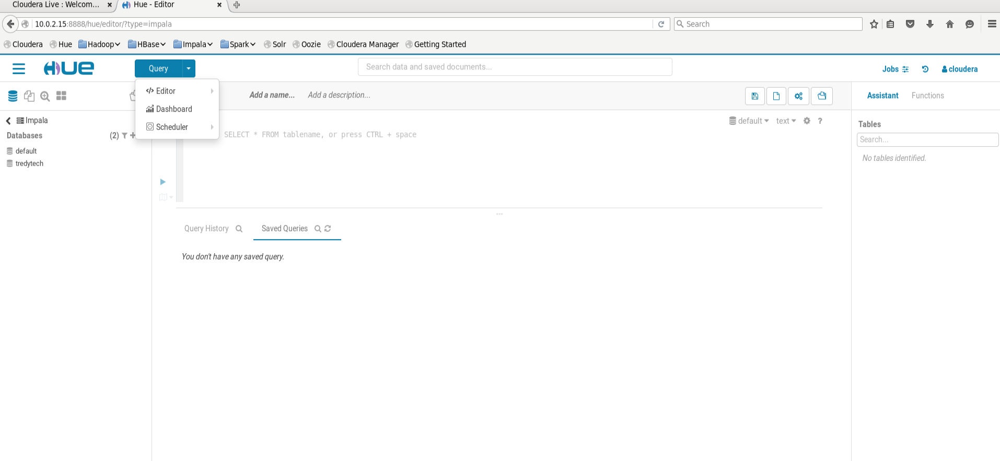 Cloudera Live : Welcom... Hue - Editor
10.0.2.15:8888/hue/editor/?type=impala Search
Cloudera Hue Hadoop HBase Impala Spark Solr Oozie Cloudera Manager Getting Started
HUE Query Search data and saved documents... Jobs cloudera
Editor
Dashboard
Scheduler
Add a name... Add a description... Assistant Functions
Impala default text ?
Databases (2)
default
tredytech
SELECT * FROM tablename, or press CTRL + space
Tables
Search...
No tables identified.
Query History Saved Queries
You don't have any saved query.